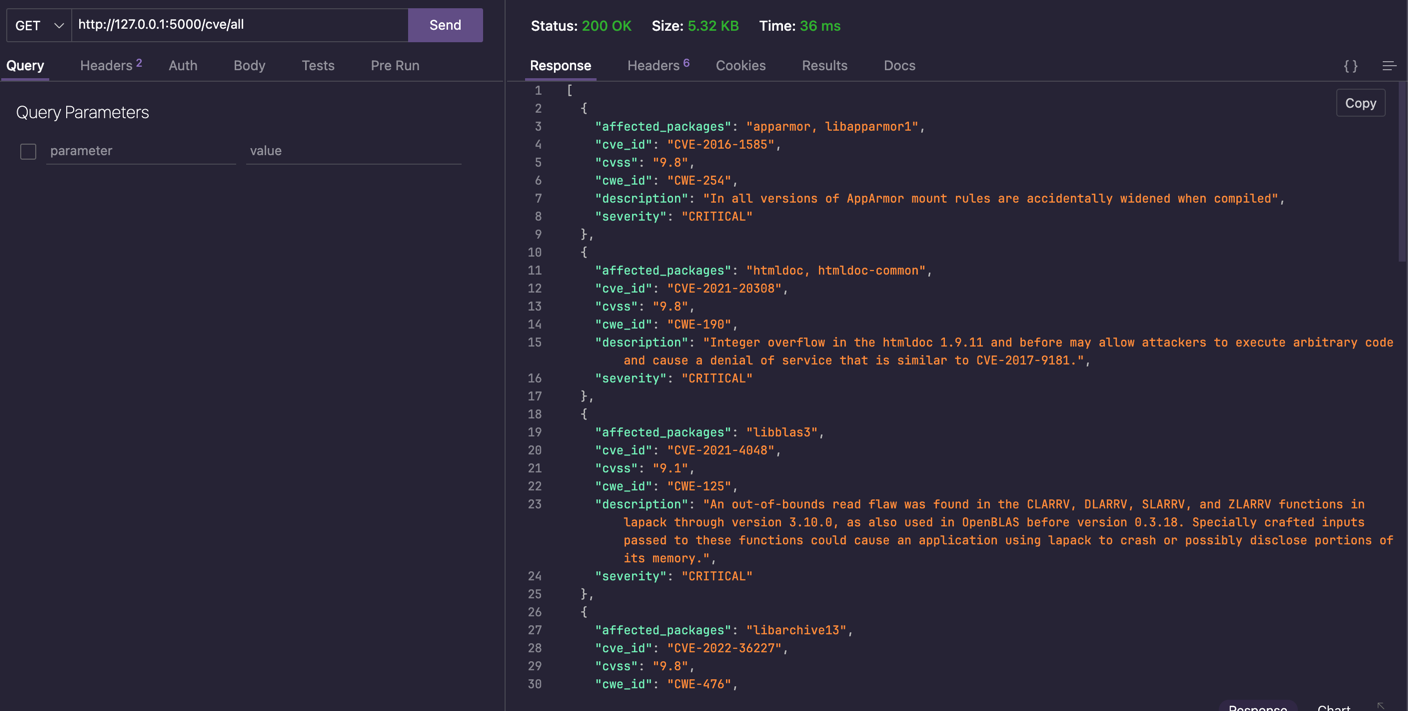 GET http://127.0.0.1:5000/cve/all Send
Query Headers 2 Auth Body Tests Pre Run
Query Parameters
parameter value
Status: 200 OK Size: 5.32 KB Time: 36 ms
Response Headers 6 Cookies Results Docs { }
Copy
1 [
2 {
3 "affected_packages": "apparmor, libapparmor1",
4 "cve_id": "CVE-2016-1585",
5 "cvss": "9.8",
6 "cwe_id": "CWE-254",
7 "description": "In all versions of AppArmor mount rules are accidentally widened when compiled",
8 "severity": "CRITICAL"
9 },
10 {
11 "affected_packages": "htmldoc, htmldoc-common",
12 "cve_id": "CVE-2021-20308",
13 "cvss": "9.8",
14 "cwe_id": "CWE-190",
15 "description": "Integer overflow in the htmldoc 1.9.11 and before may allow attackers to execute arbitrary code
and cause a denial of service that is similar to CVE-2017-9181.",
16 "severity": "CRITICAL"
17 },
18 {
19 "affected_packages": "libblas3",
20 "cve_id": "CVE-2021-4048",
21 "cvss": "9.1",
22 "cwe_id": "CWE-125",
23 "description": "An out-of-bounds read flaw was found in the CLARRV, DLARRV, SLARRV, and ZLARRV functions in
lapack through version 3.10.0, as also used in OpenBLAS before version 0.3.18. Specially crafted inputs
passed to these functions could cause an application using lapack to crash or possibly disclose portions of
its memory.",
24 "severity": "CRITICAL"
25 },
26 {
27 "affected_packages": "libarchive13",
28 "cve_id": "CVE-2022-36227",
29 "cvss": "9.8",
30 "cwe_id": "CWE-476",
Response Chart